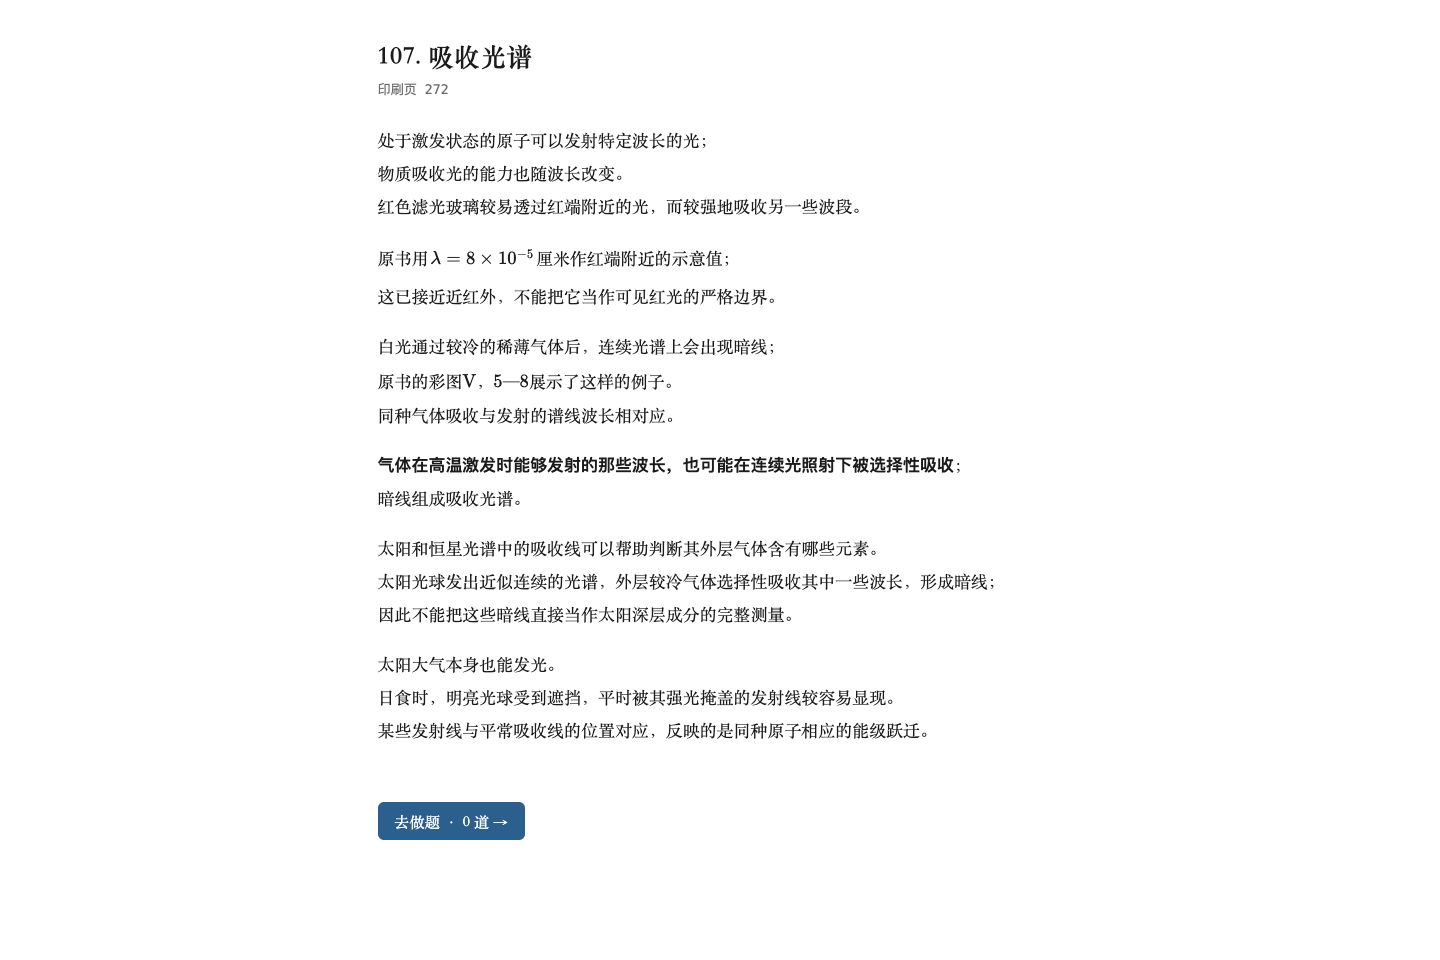 107. 吸收光谱
印刷页 272
处于激发状态的原子可以发射特定波长的光；
物质吸收光的能力也随波长改变。
红色滤光玻璃较易透过红端附近的光，而较强地吸收另一些波段。
原书用 λ = 8 × 10⁻⁵ 厘米作红端附近的示意值；
这已接近近红外，不能把它当作可见红光的严格边界。
白光通过较冷的稀薄气体后，连续光谱上会出现暗线；
原书的彩图V，5—8展示了这样的例子。
同种气体吸收与发射的谱线波长相对应。
气体在高温激发时能够发射的那些波长，也可能在连续光照射下被选择性吸收；
暗线组成吸收光谱。
太阳和恒星光谱中的吸收线可以帮助判断其外层气体含有哪些元素。
太阳光球发出近似连续的光谱，外层较冷气体选择性吸收其中一些波长，形成暗线；
因此不能把这些暗线直接当作太阳深层成分的完整测量。
太阳大气本身也能发光。
日食时，明亮光球受到遮挡，平时被其强光掩盖的发射线较容易显现。
某些发射线与平常吸收线的位置对应，反映的是同种原子相应的能级跃迁。
去做题 · 0 道 →